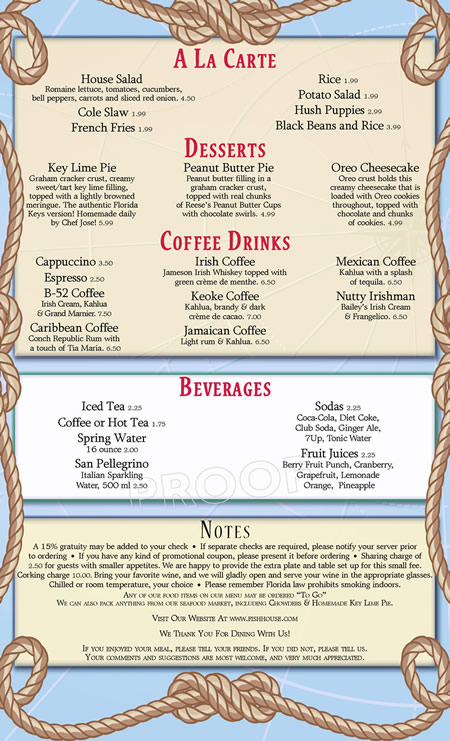 A La Carte
House Salad
Romaine lettuce, tomatoes, cucumbers,
bell peppers, carrots and sliced red onion. 4.50
Cole Slaw 1.99
French Fries 1.99
Rice 1.99
Potato Salad 1.99
Hush Puppies 2.99
Black Beans and Rice 3.99
Desserts
Key Lime Pie
Graham cracker crust, creamy
sweet/tart key lime filling,
topped with a lightly browned
meringue. The authentic Florida
Keys version! Homemade daily
by Chef Jose! 5.99
Peanut Butter Pie
Peanut butter filling in a
graham cracker crust,
topped with real chunks
of Reese's Peanut Butter Cups
with chocolate swirls. 4.99
Oreo Cheesecake
Oreo crust holds this
creamy cheesecake that is
loaded with Oreo cookies
throughout, topped with
chocolate and chunks
of cookies. 4.99
Coffee Drinks
Cappuccino 3.50
Espresso 2.50
B-52 Coffee
Irish Cream, Kahlua
& Grand Marnier. 7.50
Caribbean Coffee
Conch Republic Rum with
a touch of Tia Maria. 6.50
Irish Coffee
Jameson Irish Whiskey topped with
green crème de menthe. 6.50
Keoke Coffee
Kahlua, brandy & dark
crème de cacao. 7.00
Jamaican Coffee
Light rum & Kahlua. 6.50
Mexican Coffee
Kahlua with a splash
of tequila. 6.50
Nutty Irishman
Bailey's Irish Cream
& Frangelico. 6.50
Beverages
Iced Tea 2.25
Coffee or Hot Tea 1.75
Spring Water
16 ounce 2.00
San Pellegrino
Italian Sparkling
Water, 500 ml 2.50
Sodas 2.25
Coca-Cola, Diet Coke,
Club Soda, Ginger Ale,
7Up, Tonic Water
Fruit Juices 2.25
Berry Fruit Punch, Cranberry,
Grapefruit, Lemonade
Orange, Pineapple
PROOF
Notes
A 15% gratuity may be added to your check • If separate checks are required, please notify your server prior
to ordering • If you have any kind of promotional coupon, please present it before ordering • Sharing charge of
2.50 for guests with smaller appetites. We are happy to provide the extra plate and table set up for this small fee.
Corking charge 10.00. Bring your favorite wine, and we will gladly open and serve your wine in the appropriate glasses.
Chilled or room temperature, your choice • Please remember Florida law prohibits smoking indoors.
Any of our food items on our menu may be ordered "To Go"
We can also pack anything from our seafood market, including Chowders & Homemade Key Lime Pie.
Visit Our Website At www.fishhouse.com
We Thank You For Dining With Us!
If you enjoyed your meal, please tell your friends. If you did not, please tell us.
Your comments and suggestions are most welcome, and very much appreciated.